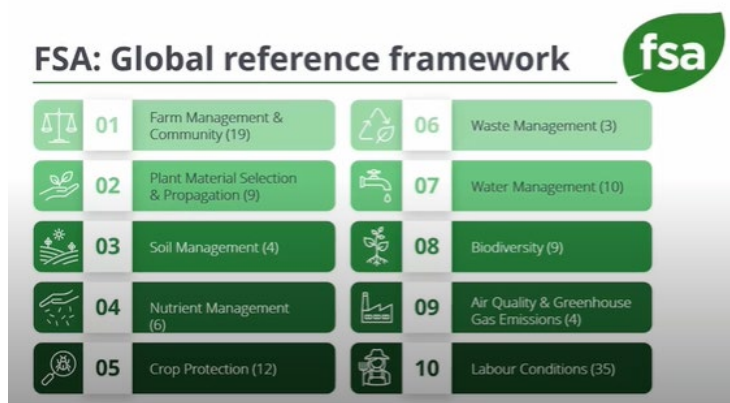 FSA: Global reference framework
fsa
01
Farm Management &
Community (19)
02
Plant Material Selection
& Propagation (9)
03
Soil Management (4)
04
Nutrient Management
(6)
05
Crop Protection (12)
06
Waste Management (3)
07
Water Management (10)
08
Biodiversity (9)
09
Air Quality & Greenhouse
Gas Emissions (4)
10
Labour Conditions (35)